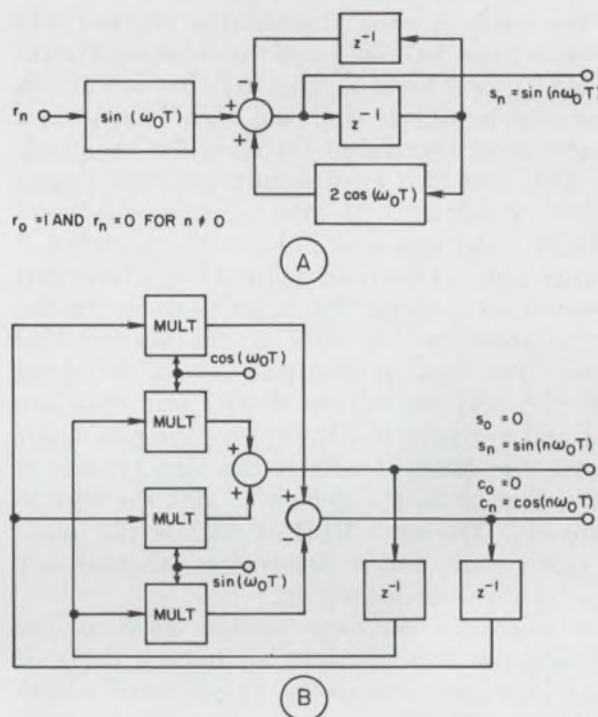 z⁻¹
r_n
sin (ω₀T)
− + +
z⁻¹
s_n = sin(nω₀T)
2 cos(ω₀T)
r₀ = 1 AND r_n = 0 FOR n ≠ 0
A
MULT
cos(ω₀T)
MULT
+ +
s₀ = 0
s_n = sin(nω₀T)
c₀ = 0
c_n = cos(nω₀T)
MULT
+ −
sin(ω₀T)
MULT
z⁻¹ z⁻¹
B